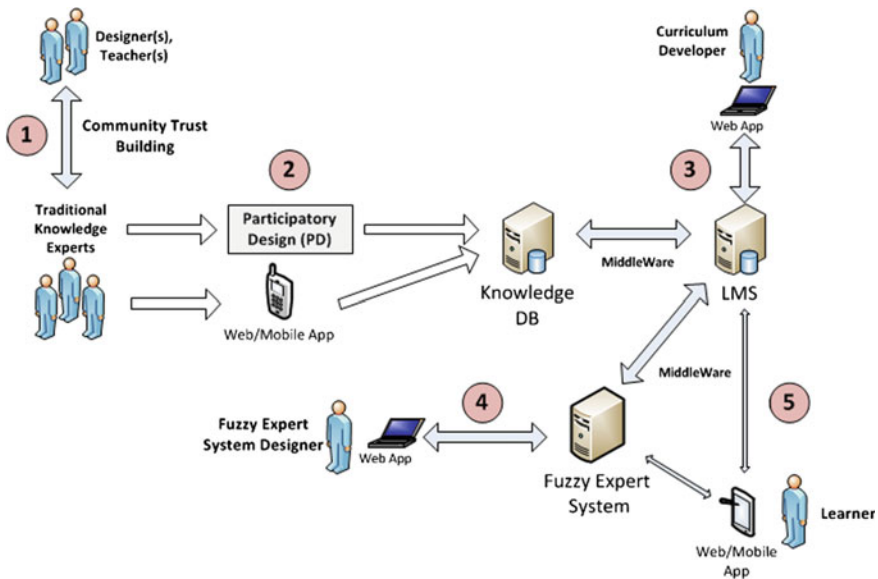 Designer(s),
Teacher(s)
Curriculum
Developer
1
Community Trust
Building
Web App
2
3
Traditional
Knowledge
Experts
Participatory
Design (PD)
MiddleWare
Knowledge
DB
LMS
Web/Mobile App
MiddleWare
4
5
Fuzzy Expert
System Designer
Web App
Fuzzy Expert
System
Learner
Web/Mobile
App